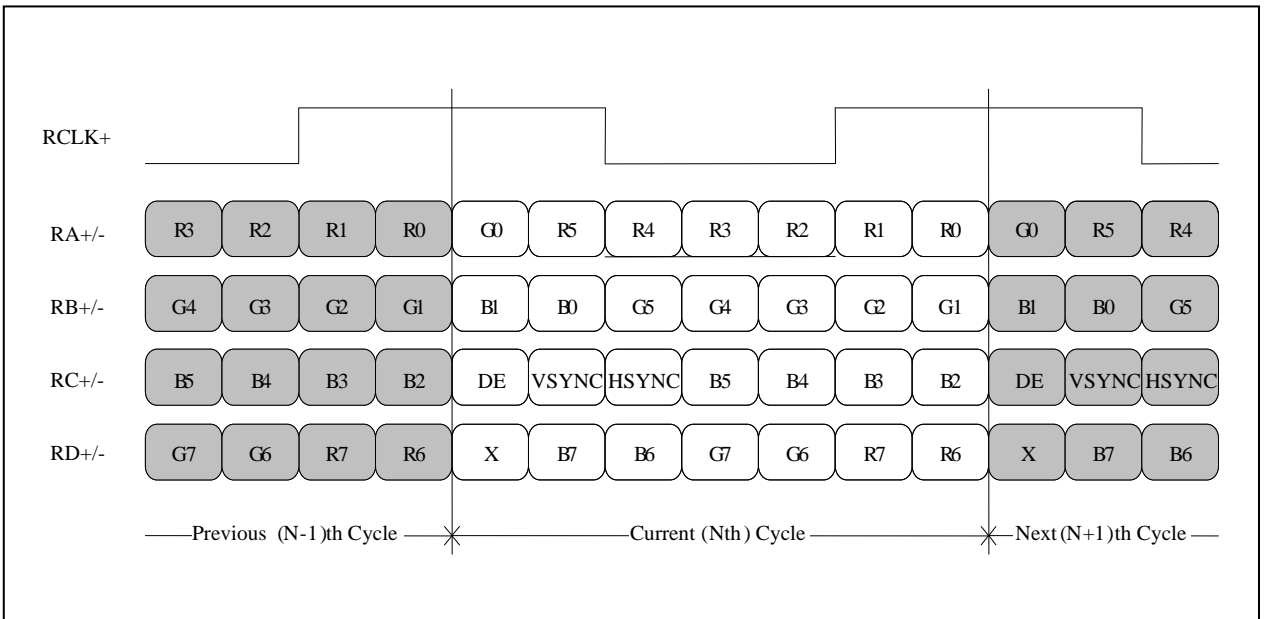 RCLK+
RA+/- R3 R2 R1 R0 G0 R5 R4 R3 R2 R1 R0 G0 R5 R4
RB+/- G4 G3 G2 G1 B1 B0 G5 G4 G3 G2 G1 B1 B0 G5
RC+/- B5 B4 B3 B2 DE VSYNC HSYNC B5 B4 B3 B2 DE VSYNC HSYNC
RD+/- G7 G6 R7 R6 X B7 B6 G7 G6 R7 R6 X B7 B6
Previous (N-1)th Cycle Current (Nth) Cycle Next (N+1)th Cycle